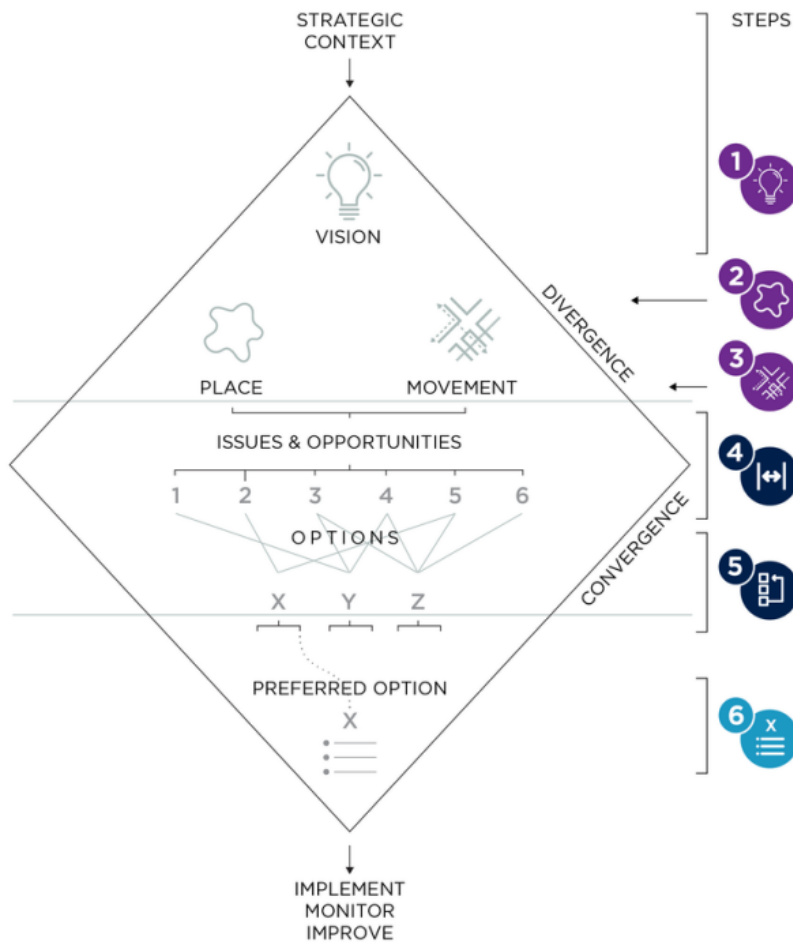 STRATEGIC
CONTEXT
STEPS
1
VISION
2
DIVERGENCE
3
PLACE MOVEMENT
ISSUES & OPPORTUNITIES
4
1 2 3 4 5 6
OPTIONS
CONVERGENCE
5
X Y Z
PREFERRED OPTION
X
6
X
IMPLEMENT
MONITOR
IMPROVE